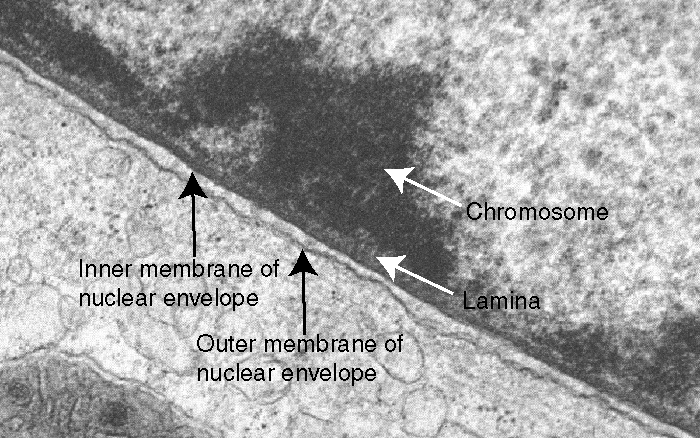 Chromosome
Inner membrane of
nuclear envelope
Lamina
Outer membrane of
nuclear envelope